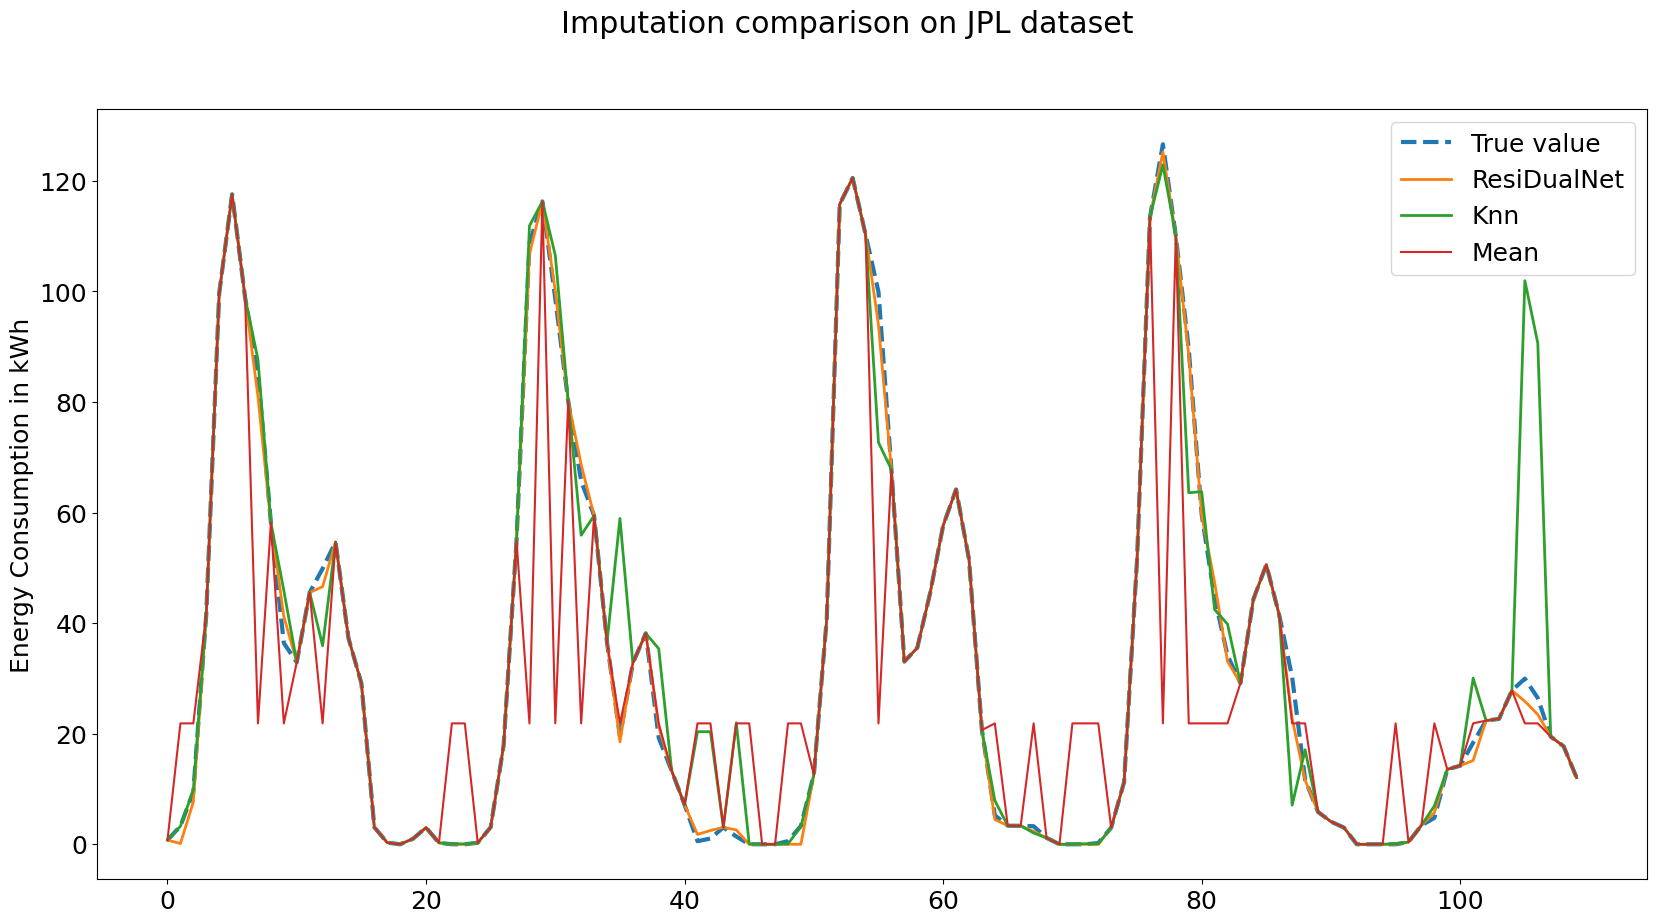 Imputation comparison on JPL dataset
True value
ResiDualNet
Knn
Mean
Energy Consumption in kWh
120
100
80
60
40
20
0
0 20 40 60 80 100